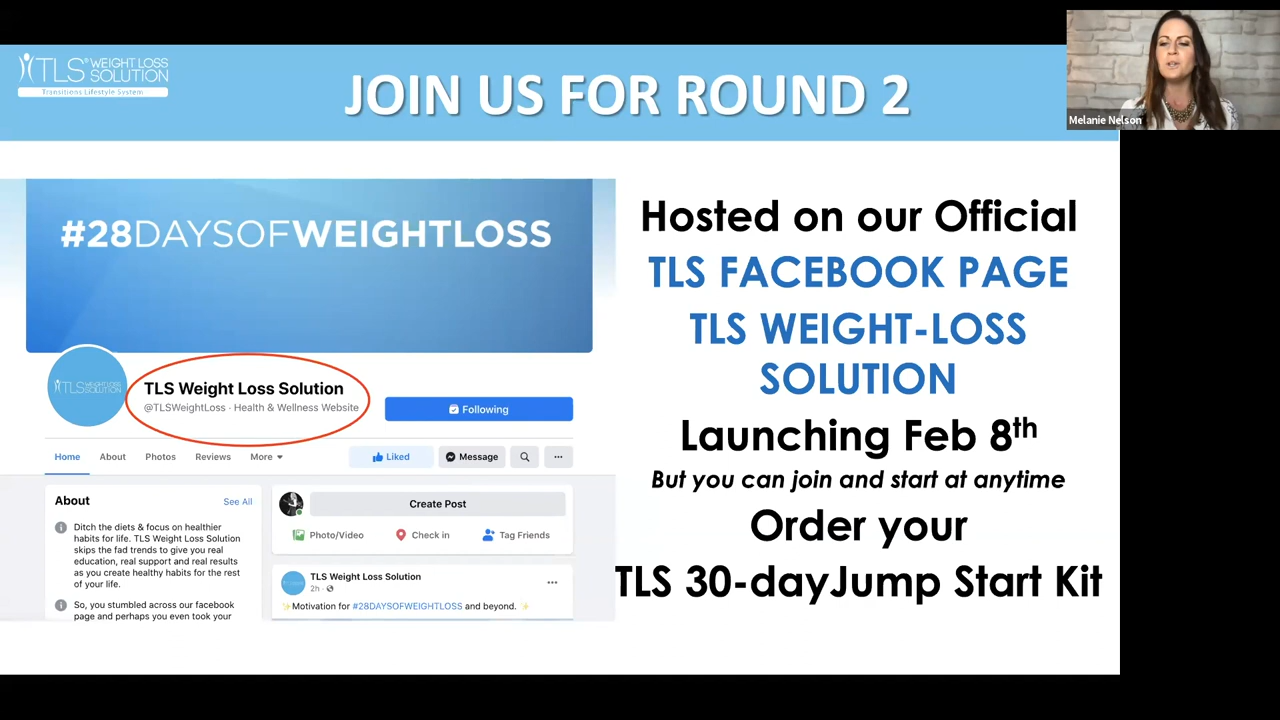 TLS® WEIGHT LOSS
SOLUTION
Transitions Lifestyle System
JOIN US FOR ROUND 2
Melanie Nelson
#28DAYSOFWEIGHTLOSS
TLS WEIGHT LOSS
SOLUTION
TLS Weight Loss Solution
@TLSWeightLoss · Health & Wellness Website
Following
Home About Photos Reviews More
Liked Message ...
About See All
Ditch the diets & focus on healthier
habits for life. TLS Weight Loss Solution
skips the fad trends to give you real
education, real support and real results
as you create healthy habits for the rest
of your life.
So, you stumbled across our facebook
page and perhaps you even took your
Create Post
Photo/Video Check in Tag Friends
TLS Weight Loss Solution ...
2h ·
✨Motivation for #28DAYSOFWEIGHTLOSS and beyond. ✨
Hosted on our Official
TLS FACEBOOK PAGE
TLS WEIGHT-LOSS
SOLUTION
Launching Feb 8th
But you can join and start at anytime
Order your
TLS 30-dayJump Start Kit